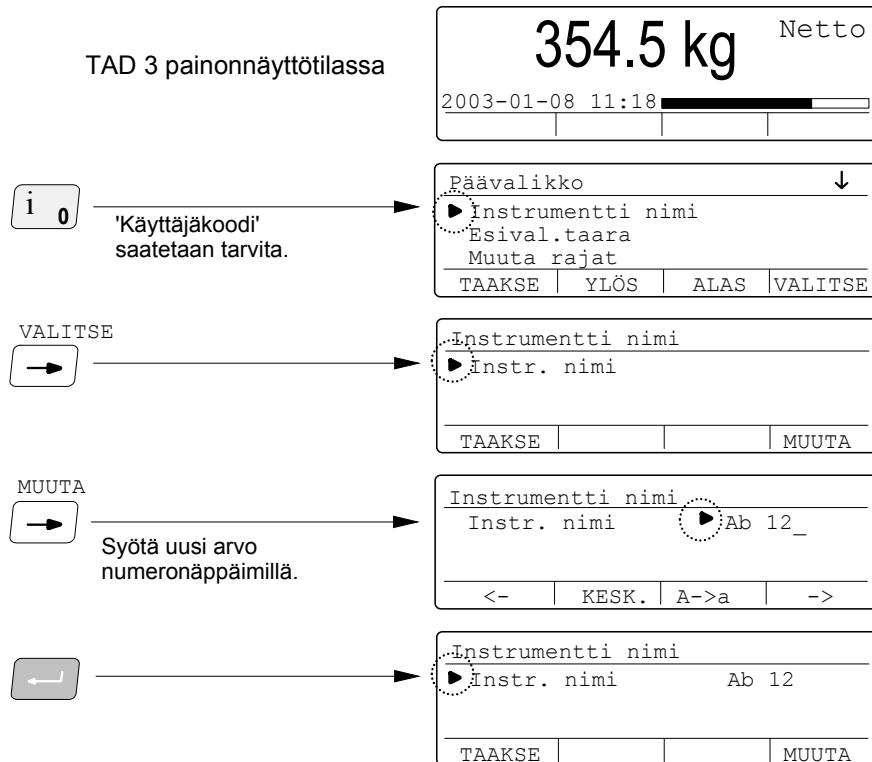 354.5 kg Netto
TAD 3 painonnäyttötilassa
2003-01-08 11:18
i 0
'Käyttäjäkoodi'
saatetaan tarvita.
Päävalikko ↓
Instrumentti nimi
Esival.taara
Muuta rajat
TAAKSE YLÖS ALAS VALITSE
VALITSE
Instrumentti nimi
Instr. nimi
TAAKSE MUUTA
MUUTA
Syötä uusi arvo
numeronäppäimillä.
Instrumentti nimi
Instr. nimi Ab 12_
<- KESK. A->a ->
Instrumentti nimi
Instr. nimi Ab 12
TAAKSE MUUTA